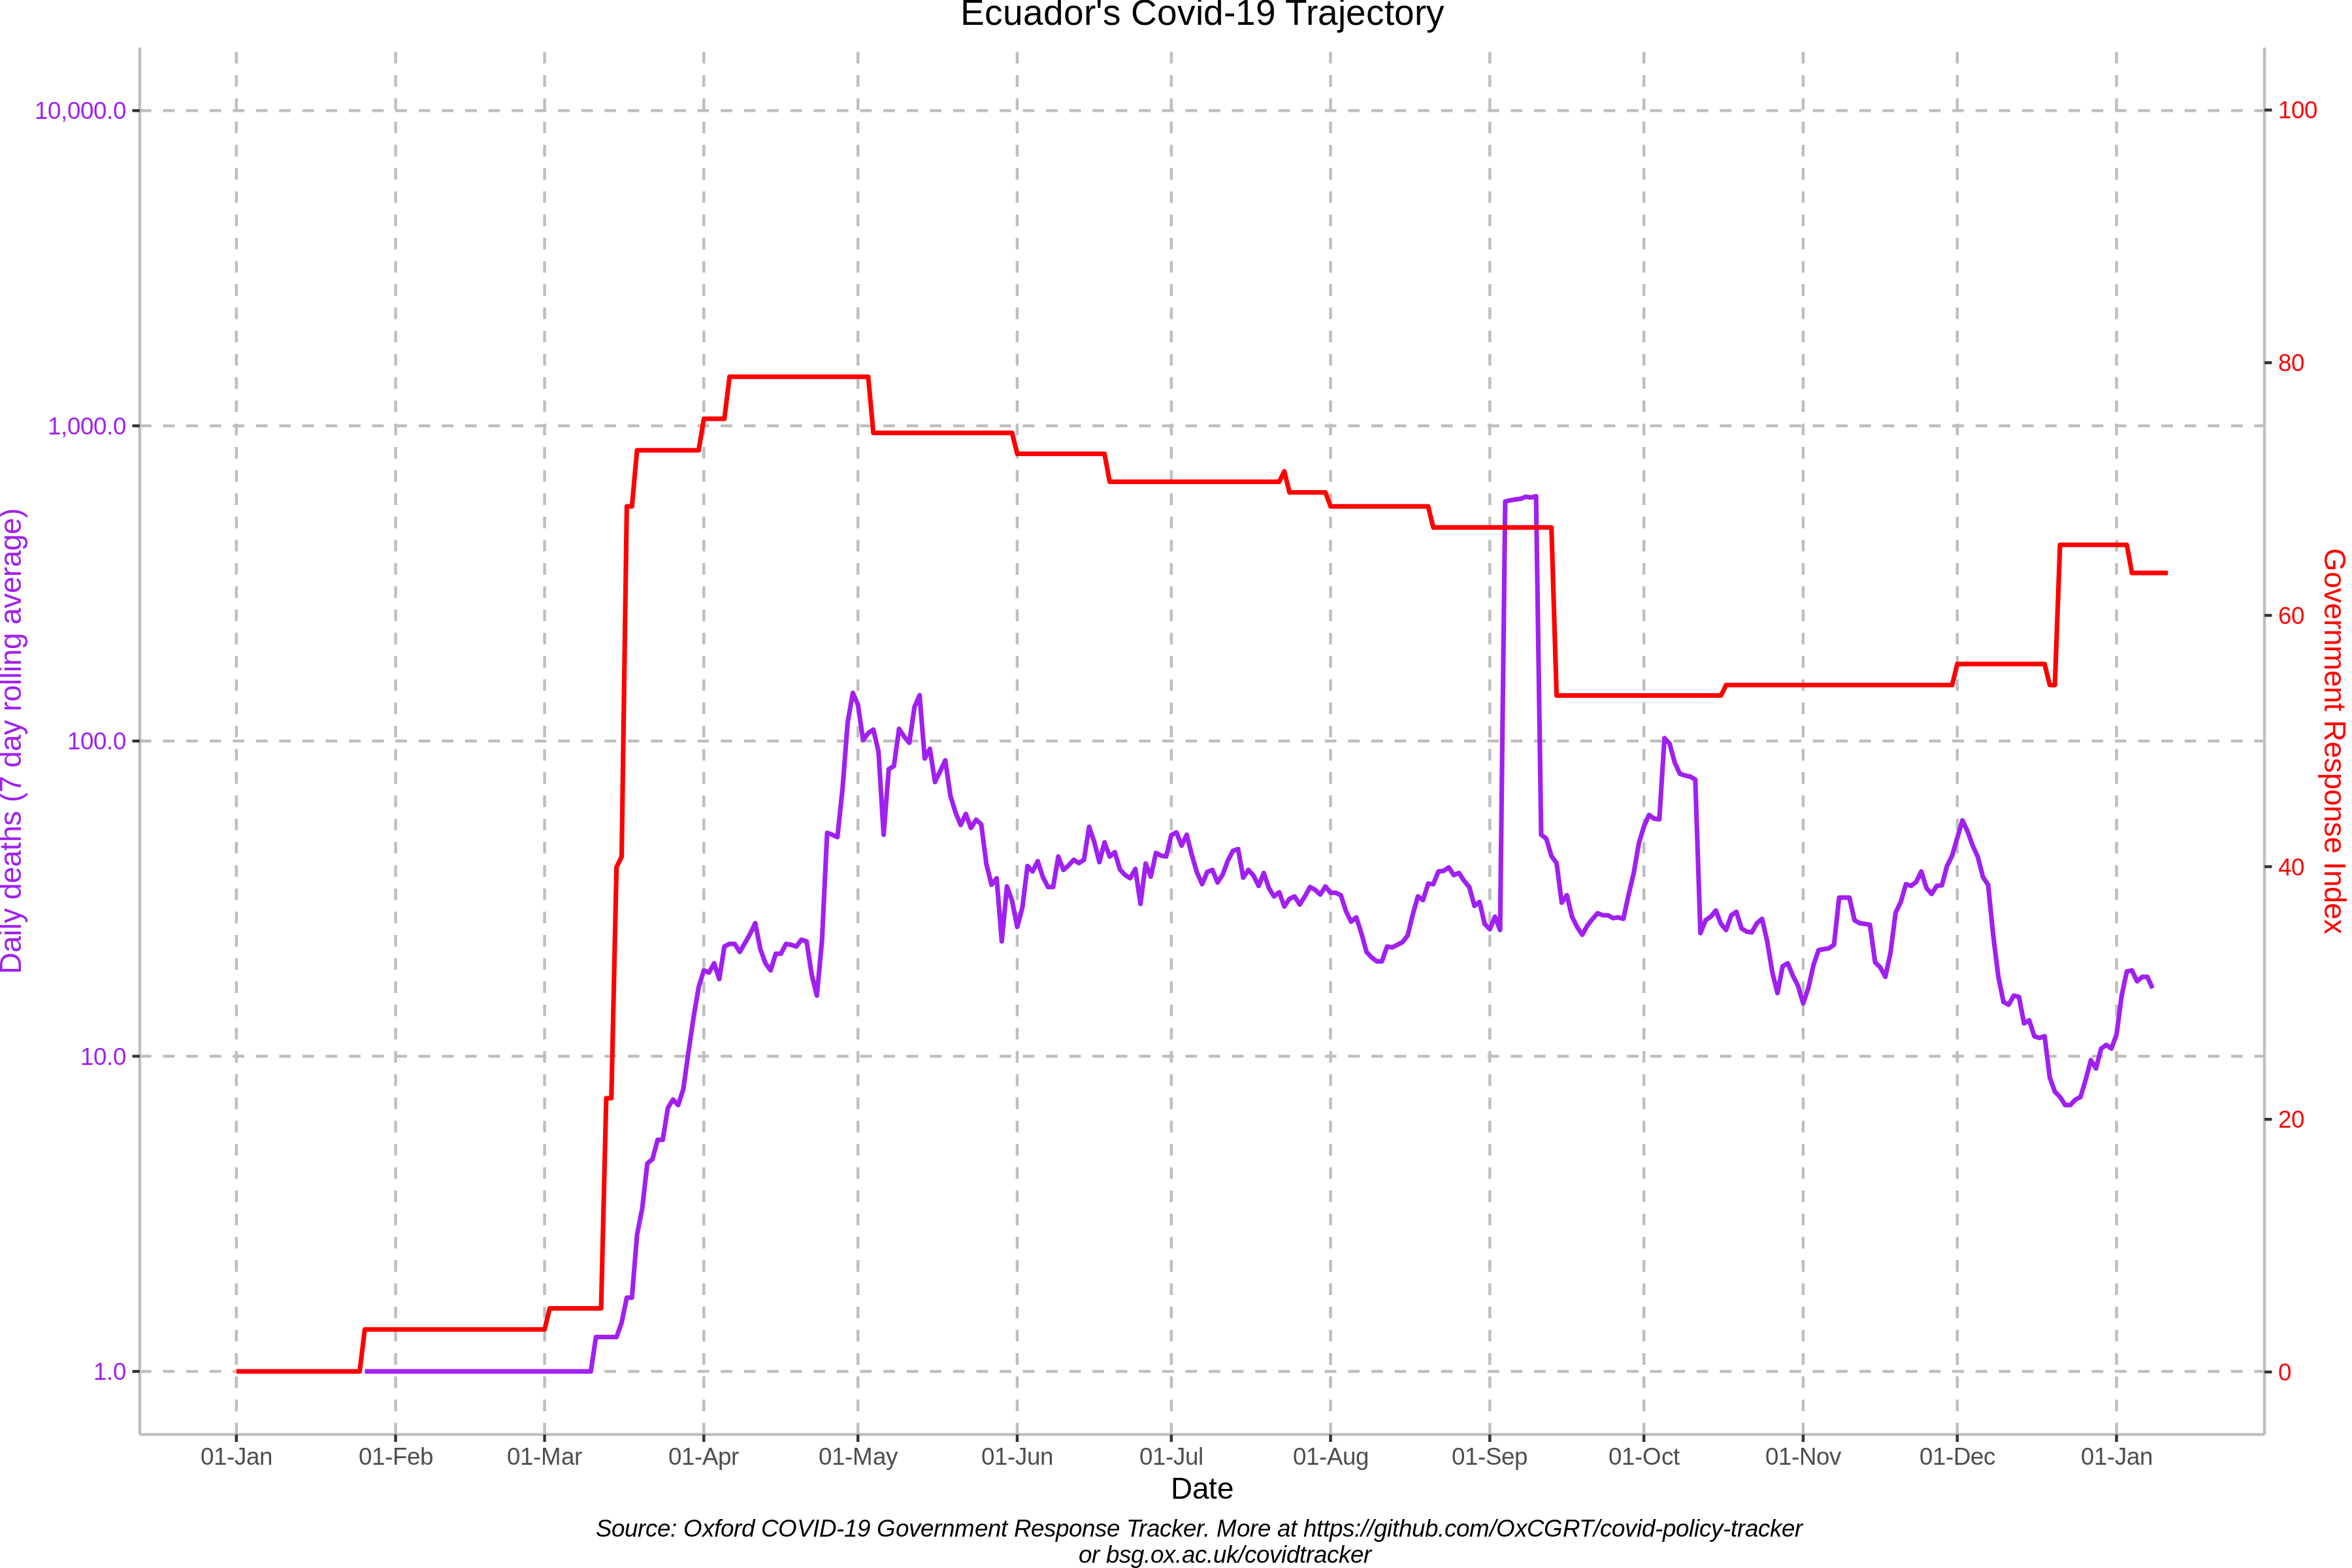 Ecuador's Covid-19 Trajectory
10,000.0
1,000.0
100.0
10.0
1.0
Daily deaths (7 day rolling average)
100
80
60
40
20
0
Government Response Index
01-Jan 01-Feb 01-Mar 01-Apr 01-May 01-Jun 01-Jul 01-Aug 01-Sep 01-Oct 01-Nov 01-Dec 01-Jan
Date
Source: Oxford COVID-19 Government Response Tracker. More at https://github.com/OxCGRT/covid-policy-tracker
or bsg.ox.ac.uk/covidtracker